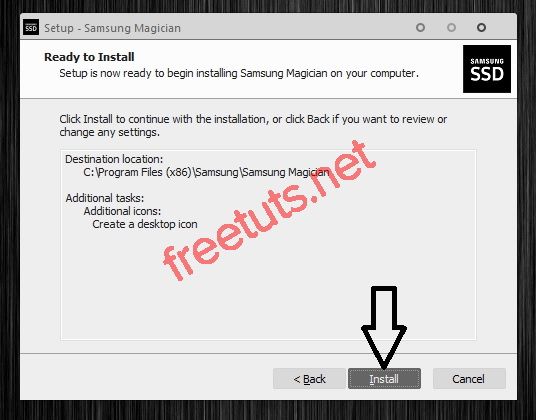 SAMSUNG
SSD
Setup - Samsung Magician
Ready to Install
Setup is now ready to begin installing Samsung Magician on your computer.
SAMSUNG
SSD
Click Install to continue with the installation, or click Back if you want to review or
change any settings.
Destination location:
C:\Program Files (x86)\Samsung\Samsung Magician
Additional tasks:
Additional icons:
Create a desktop icon
freetuts.net
< Back
Install
Cancel